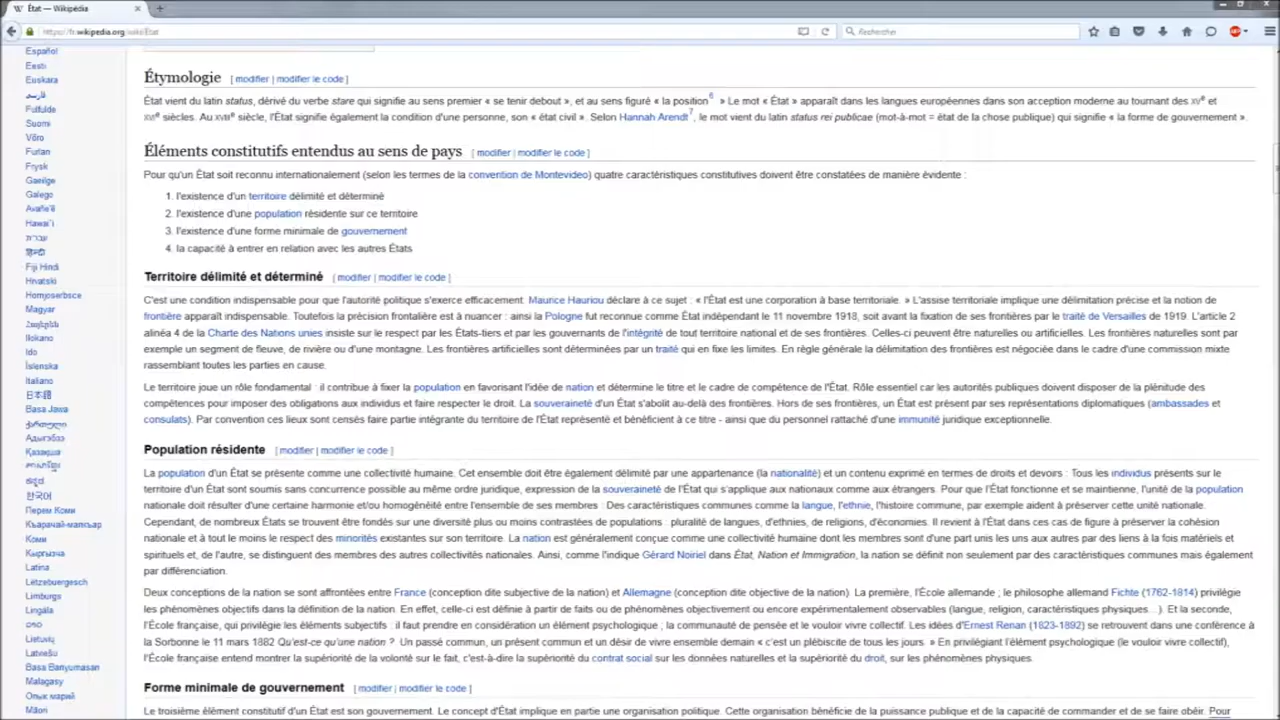 État — Wikipédia
https://fr.wikipedia.org/wiki/État
Rechercher
Español
Eesti
Euskara
فارسی
Fulfulde
Suomi
Võro
Furlan
Frysk
Gaeilge
Galego
Avañe'ẽ
Hawai`i
עברית
हिन्दी
Fiji Hindi
Hrvatski
Hornjoserbsce
Magyar
Հայերեն
Ilokano
Ido
Íslenska
Italiano
日本語
Basa Jawa
ქართული
Адыгэбзэ
Қазақша
ಕನ್ನಡ
한국어
Перем Коми
Къарачай-малкъар
Коми
Кыргызча
Latina
Lëtzebuergesch
Limburgs
Lingála
ລາວ
Lietuvių
Latviešu
Basa Banyumasan
Malagasy
Олык марий
Māori
Étymologie [ modifier | modifier le code ]
État vient du latin status, dérivé du verbe stare qui signifie au sens premier « se tenir debout », et au sens figuré « la position6 » Le mot « État » apparaît dans les langues européennes dans son acception moderne au tournant des XVe et
XVIe siècles. Au XVIIIe siècle, l'État signifie également la condition d'une personne, son « état civil ». Selon Hannah Arendt7, le mot vient du latin status rei publicae (mot-à-mot = état de la chose publique) qui signifie « la forme de gouvernement ».
Éléments constitutifs entendus au sens de pays [ modifier | modifier le code ]
Pour qu'un État soit reconnu internationalement (selon les termes de la convention de Montevideo) quatre caractéristiques constitutives doivent être constatées de manière évidente :
1. l'existence d'un territoire délimité et déterminé
2. l'existence d'une population résidente sur ce territoire
3. l'existence d'une forme minimale de gouvernement
4. la capacité à entrer en relation avec les autres États
Territoire délimité et déterminé [ modifier | modifier le code ]
C'est une condition indispensable pour que l'autorité politique s'exerce efficacement. Maurice Hauriou déclare à ce sujet : « l'État est une corporation à base territoriale. » L'assise territoriale implique une délimitation précise et la notion de
frontière apparaît indispensable. Toutefois la précision frontalière est à nuancer : ainsi la Pologne fut reconnue comme État indépendant le 11 novembre 1918, soit avant la fixation de ses frontières par le traité de Versailles de 1919. L'article 2
alinéa 4 de la Charte des Nations unies insiste sur le respect par les États-tiers et par les gouvernants de l'intégrité de tout territoire national et de ses frontières. Celles-ci peuvent être naturelles ou artificielles. Les frontières naturelles sont par
exemple un segment de fleuve, de rivière ou d'une montagne. Les frontières artificielles sont déterminées par un traité qui en fixe les limites. En règle générale la délimitation des frontières est négociée dans le cadre d'une commission mixte
rassemblant toutes les parties en cause.
Le territoire joue un rôle fondamental : il contribue à fixer la population en favorisant l'idée de nation et détermine le titre et le cadre de compétence de l'État. Rôle essentiel car les autorités publiques doivent disposer de la plénitude des
compétences pour imposer des obligations aux individus et faire respecter le droit. La souveraineté d'un État s'abolit au-delà des frontières. Hors de ses frontières, un État est présent par ses représentations diplomatiques (ambassades et
consulats). Par convention ces lieux sont censés faire partie intégrante du territoire de l'État représenté et bénéficient à ce titre - ainsi que du personnel rattaché d'une immunité juridique exceptionnelle.
Population résidente [ modifier | modifier le code ]
La population d'un État se présente comme une collectivité humaine. Cet ensemble doit être également délimité par une appartenance (la nationalité) et un contenu exprimé en termes de droits et devoirs : Tous les individus présents sur le
territoire d'un État sont soumis sans concurrence possible au même ordre juridique, expression de la souveraineté de l'État qui s'applique aux nationaux comme aux étrangers. Pour que l'État fonctionne et se maintienne, l'unité de la population
nationale doit résulter d'une certaine harmonie et/ou homogénéité entre l'ensemble de ses membres : Des caractéristiques communes comme la langue, l'ethnie, l'histoire commune, par exemple aident à préserver cette unité nationale.
Cependant, de nombreux États se trouvent être fondés sur une diversité plus ou moins contrastées de populations : pluralité de langues, d'ethnies, de religions, d'économies. Il revient à l'État dans ces cas de figure à préserver la cohésion
nationale et à tout le moins le respect des minorités existantes sur son territoire. La nation est généralement conçue comme une collectivité humaine dont les membres sont d'une part unis les uns aux autres par des liens à la fois matériels et
spirituels et, de l'autre, se distinguent des membres des autres collectivités nationales. Ainsi, comme l'indique Gérard Noiriel dans État, Nation et Immigration, la nation se définit non seulement par des caractéristiques communes mais également
par différenciation.
Deux conceptions de la nation se sont affrontées entre France (conception dite subjective de la nation) et Allemagne (conception dite objective de la nation). La première, l'École allemande ; le philosophe allemand Fichte (1762-1814) privilégie
les phénomènes objectifs dans la définition de la nation. En effet, celle-ci est définie à partir de faits ou de phénomènes objectivement ou encore expérimentalement observables (langue, religion, caractéristiques physiques...). Et la seconde,
l'École française, qui privilégie les éléments subjectifs : il faut prendre en considération un élément psychologique ; la communauté de pensée et le vouloir vivre collectif. Les idées d'Ernest Renan (1823-1892) se retrouvent dans une conférence à
la Sorbonne le 11 mars 1882 Qu'est-ce qu'une nation ? Un passé commun, un présent commun et un désir de vivre ensemble demain « c'est un plébiscite de tous les jours. » En privilégiant l'élément psychologique (le vouloir vivre collectif),
l'École française entend montrer la supériorité de la volonté sur le fait, c'est-à-dire la supériorité du contrat social sur les données naturelles et la supériorité du droit, sur les phénomènes physiques.
Forme minimale de gouvernement [ modifier | modifier le code ]
Le troisième élément constitutif d'un État est son gouvernement. Le concept d'État implique en partie une organisation politique. Cette organisation bénéficie de la puissance publique et de la capacité de commander et de se faire obéir. Pour